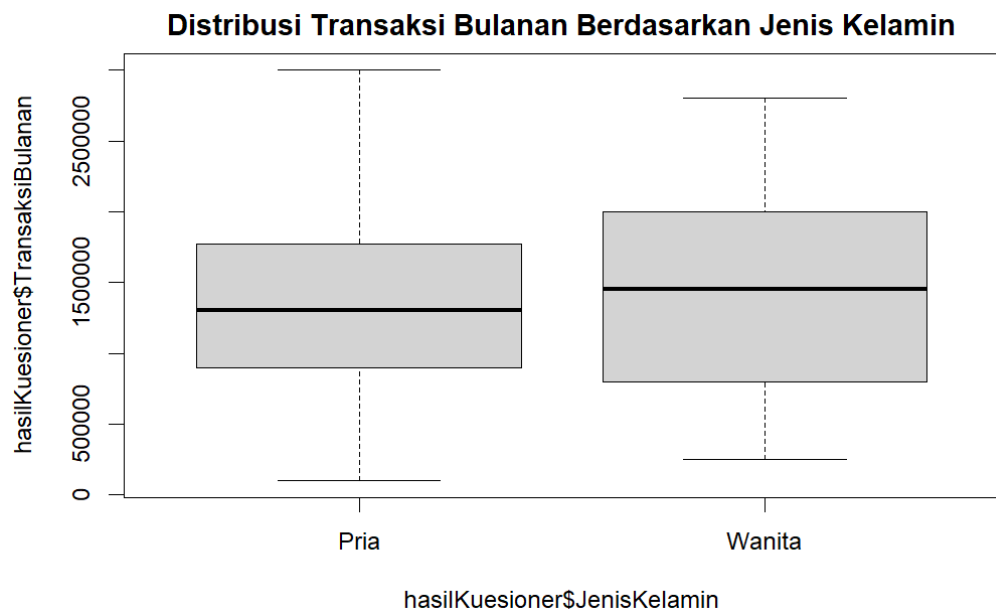 Distribusi Transaksi Bulanan Berdasarkan Jenis Kelamin
hasilKuesioner$TransaksiBulanan
2500000
1500000
500000
0
Pria
Wanita
hasilKuesioner$JenisKelamin